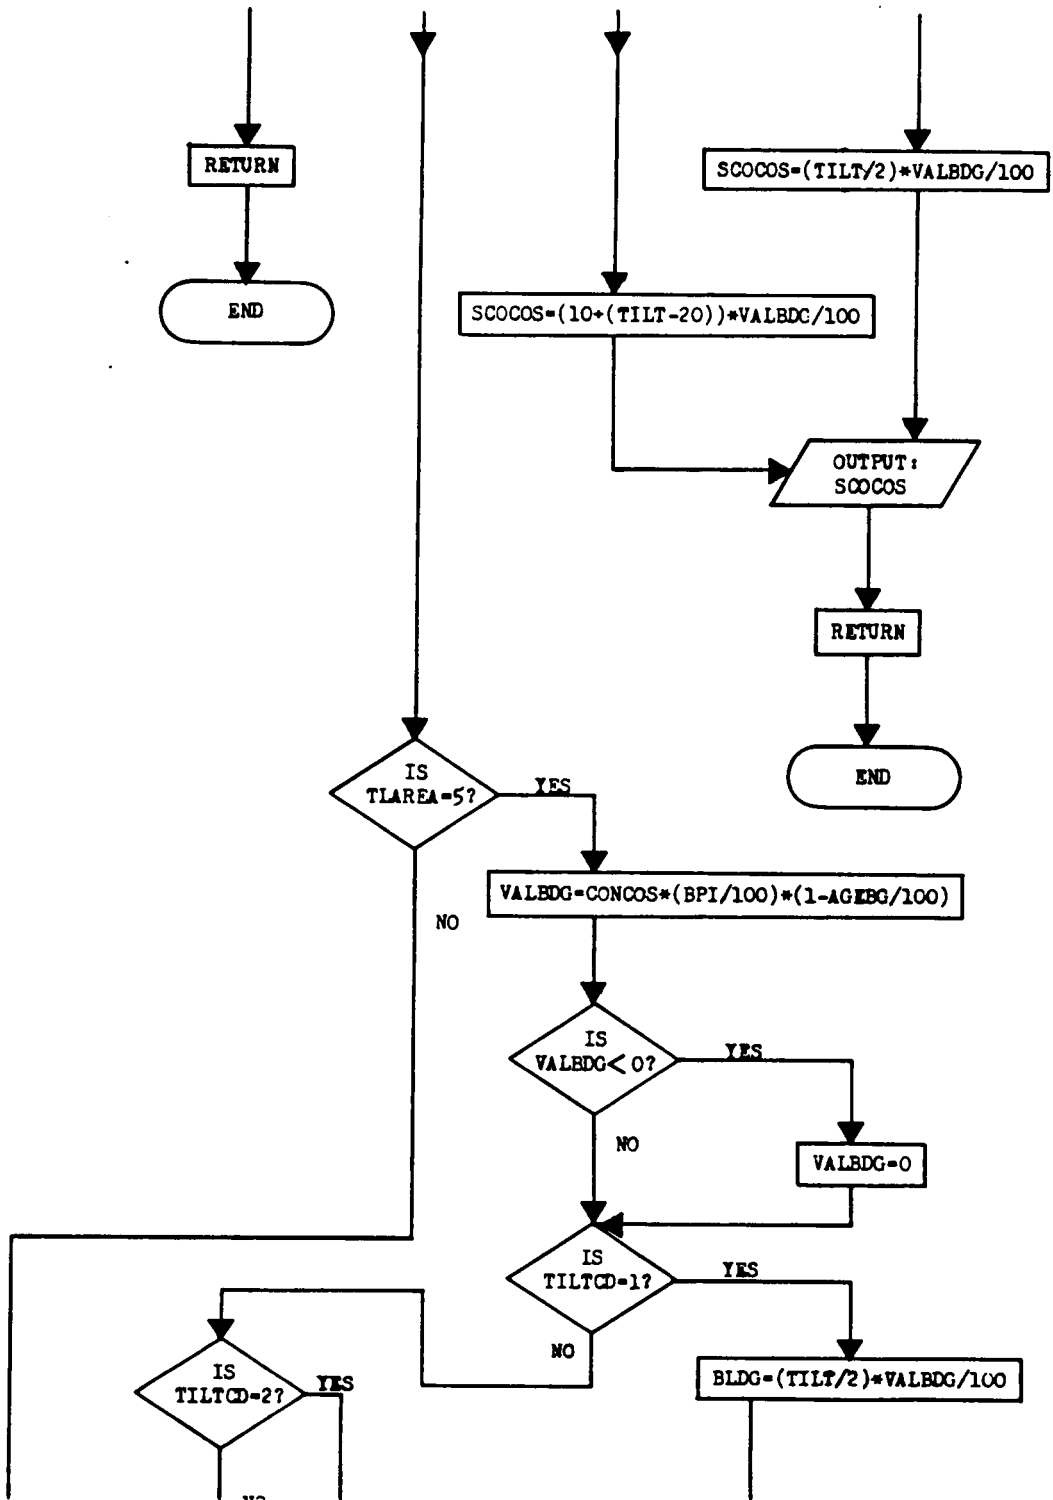 RETURN
SCOCOS=(TILT/2)*VALBDG/100
END
SCOCOS=(10+(TILT-20))*VALBDG/100
OUTPUT:
SCOCOS
RETURN
END
IS
TLAREA=5?
YES
NO
VALBDG=CONCOS*(BPI/100)*(1-AGEBG/100)
IS
VALBDG<0?
YES
NO
VALBDG=0
IS
TILTCD=1?
YES
NO
BLDG=(TILT/2)*VALBDG/100
IS
TILTCD=2?
YES